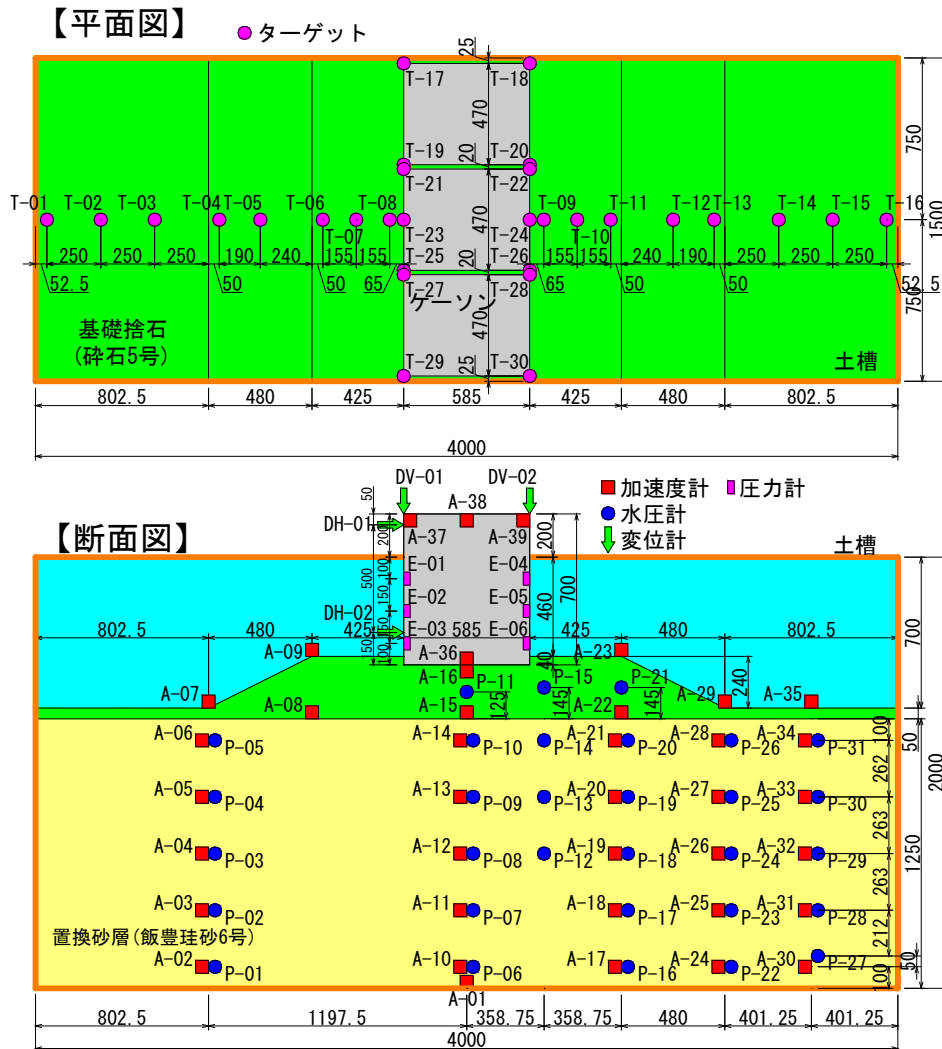 【平面図】
ターゲット
T-17
T-18
25
470
T-19
T-20
20
T-21
T-22
750
T-01
T-02
T-03
T-04
T-05
T-06
T-08
T-09
T-11
T-12
T-13
T-14
T-15
T-16
T-07
T-23
T-24
T-10
470
1500
250
250
250
190
240
155
155
T-25
T-26
20
155
155
240
190
250
250
250
52.5
50
50
65
T-27
T-28
65
50
50
52.5
ケーソン
470
750
基礎捨石
(砕石5号)
T-29
T-30
25
土槽
802.5
480
425
585
425
480
802.5
4000
DV-01
DV-02
加速度計
圧力計
水圧計
変位計
50
A-38
DH-01
200
A-37
A-39
200
【断面図】
土槽
E-01
E-04
100
500
150
E-02
E-05
460
700
DH-02
150
E-03
585
E-06
100
802.5
480
425
425
480
802.5
700
A-09
A-36
A-23
40
A-16
P-11
P-15
P-21
240
A-07
125
145
145
A-29
A-35
A-08
A-15
A-22
A-06
P-05
A-14
P-10
P-14
A-21
P-20
A-28
P-26
A-34
P-31
100
50
262
2000
A-05
P-04
A-13
P-09
P-13
A-20
P-19
A-27
P-25
A-33
P-30
263
A-04
P-03
A-12
P-08
P-12
A-19
P-18
A-26
P-24
A-32
P-29
1250
263
A-03
P-02
A-11
P-07
A-18
P-17
A-25
P-23
A-31
P-28
置換砂層(飯豊珪砂6号)
212
A-02
P-01
A-10
P-06
A-17
P-16
A-24
P-22
A-30
P-27
50
100
A-01
802.5
1197.5
358.75
358.75
480
401.25
401.25
4000